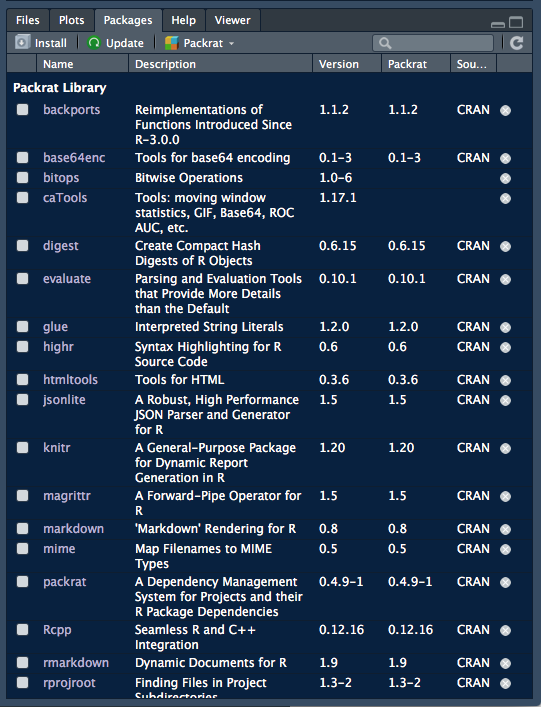 Files Plots Packages Help Viewer
Install Update Packrat
Name Description Version Packrat Sou...
Packrat Library
backports Reimplementations of 1.1.2 1.1.2 CRAN
Functions Introduced Since
R-3.0.0
base64enc Tools for base64 encoding 0.1-3 0.1-3 CRAN
bitops Bitwise Operations 1.0-6
caTools Tools: moving window 1.17.1
statistics, GIF, Base64, ROC
AUC, etc.
digest Create Compact Hash 0.6.15 0.6.15 CRAN
Digests of R Objects
evaluate Parsing and Evaluation Tools 0.10.1 0.10.1 CRAN
that Provide More Details
than the Default
glue Interpreted String Literals 1.2.0 1.2.0 CRAN
highr Syntax Highlighting for R 0.6 0.6 CRAN
Source Code
htmltools Tools for HTML 0.3.6 0.3.6 CRAN
jsonlite A Robust, High Performance 1.5 1.5 CRAN
JSON Parser and Generator
for R
knitr A General-Purpose Package 1.20 1.20 CRAN
for Dynamic Report
Generation in R
magrittr A Forward-Pipe Operator for 1.5 1.5 CRAN
R
markdown 'Markdown' Rendering for R 0.8 0.8 CRAN
mime Map Filenames to MIME 0.5 0.5 CRAN
Types
packrat A Dependency Management 0.4.9-1 0.4.9-1 CRAN
System for Projects and their
R Package Dependencies
Rcpp Seamless R and C++ 0.12.16 0.12.16 CRAN
Integration
rmarkdown Dynamic Documents for R 1.9 1.9 CRAN
rprojroot Finding Files in Project 1.3-2 1.3-2 CRAN
Subdirectories